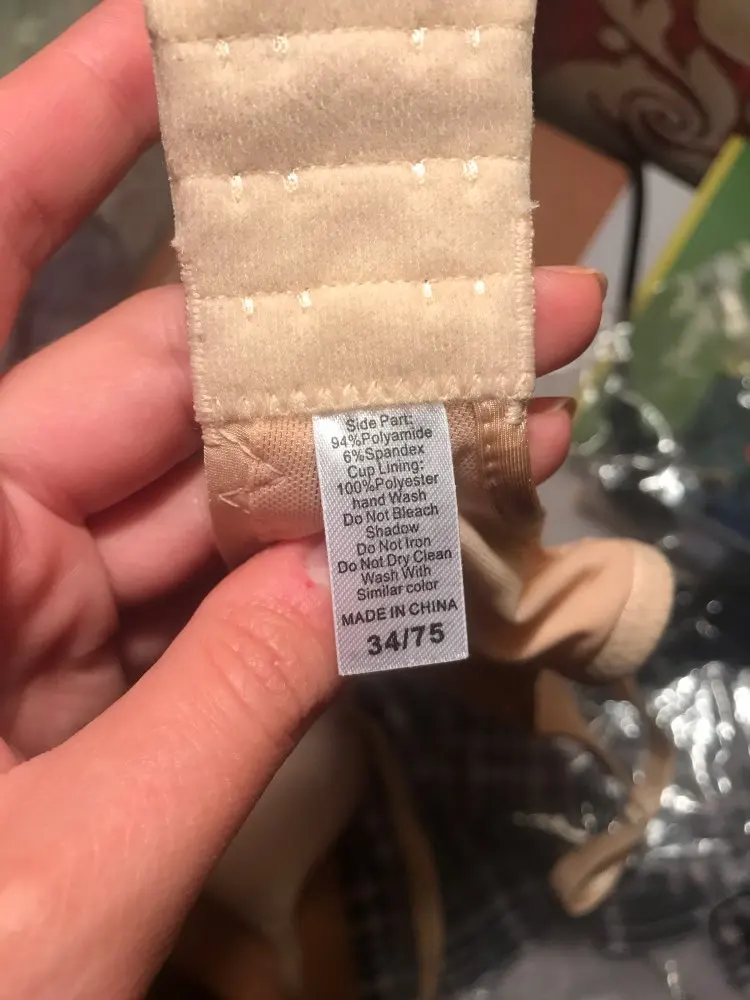 Side Part:
94%Polyamide
6%Spandex
Cup Lining:
100%Polyester
hand Wash
Do Not Bleach
Shadow
Do Not Iron
Do Not Dry Clean
Wash With
Similar color
MADE IN CHINA
34/75